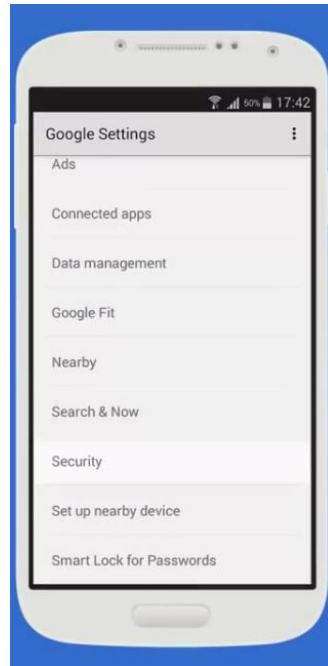 50% 17:42
Google Settings
Ads
Connected apps
Data management
Google Fit
Nearby
Search & Now
Security
Set up nearby device
Smart Lock for Passwords